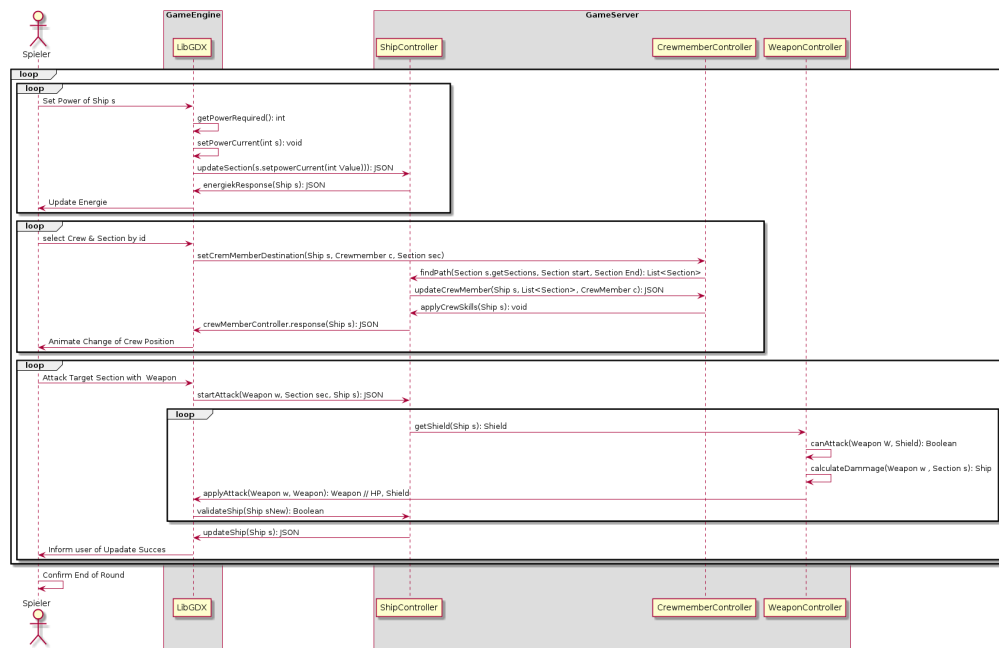 GameEngine
GameServer
Spieler
LibGDX
ShipController
CrewmemberController
WeaponController
loop
loop
Set Power of Ship s
getPowerRequired(): int
setPowerCurrent(int s): void
updateSection(s.setpowerCurrent(int Value))): JSON
energiekResponse(Ship s): JSON
Update Energie
loop
select Crew & Section by id
setCremMemberDestination(Ship s, Crewmember c, Section sec)
findPath(Section s.getSections, Section start, Section End): List<Section>
updateCrewMember(Ship s, List<Section>, CrewMember c): JSON
applyCrewSkills(Ship s): void
crewMemberController.response(Ship s): JSON
Animate Change of Crew Position
loop
Attack Target Section with Weapon
startAttack(Weapon w, Section sec, Ship s): JSON
loop
getShield(Ship s): Shield
canAttack(Weapon W, Shield): Boolean
calculateDammage(Weapon w , Section s): Ship
applyAttack(Weapon w, Weapon): Weapon // HP, Shield
validateShip(Ship sNew): Boolean
updateShip(Ship s): JSON
Inform user of Upadate Succes
Confirm End of Round
Spieler
LibGDX
ShipController
CrewmemberController
WeaponController